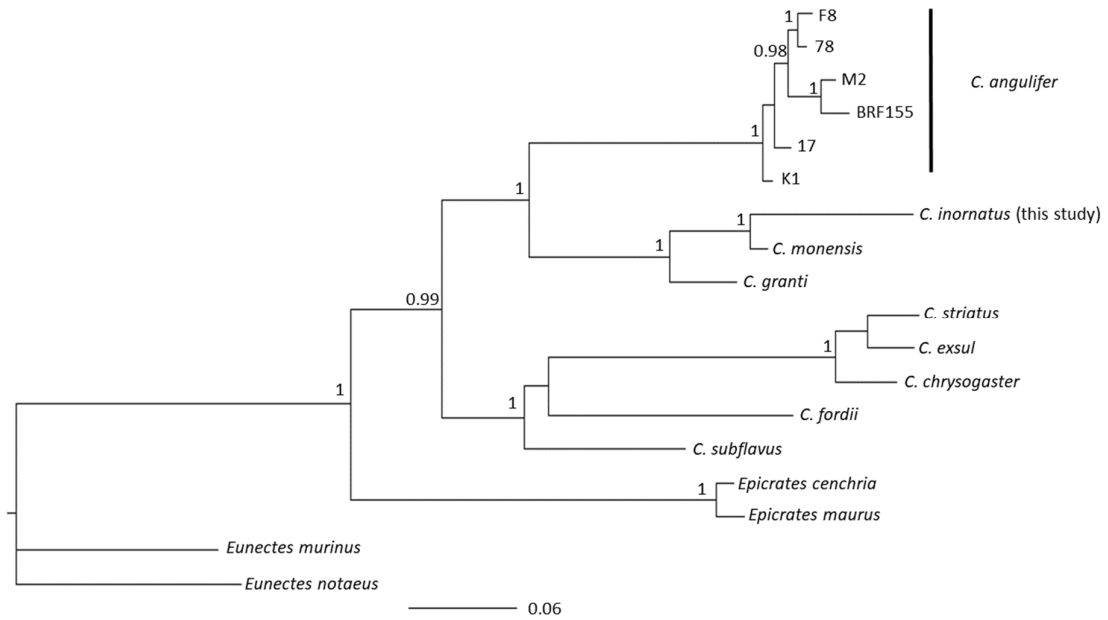 1 F8
0.98 78
1 M2
C. angulifer
BRF155
1 17
K1
1
1 C. inornatus (this study)
1 C. monensis
C. granti
0.99
C. striatus
1 C. exsul
C. chrysogaster
1
1 C. fordii
C. subflavus
1 Epicrates cenchria
Epicrates maurus
Eunectes murinus
Eunectes notaeus
0.06